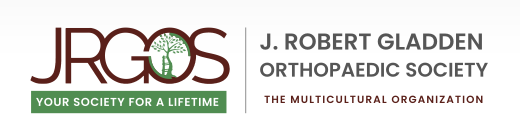 JRGOS
YOUR SOCIETY FOR A LIFETIME
J. ROBERT GLADDEN
ORTHOPAEDIC SOCIETY
THE MULTICULTURAL ORGANIZATION